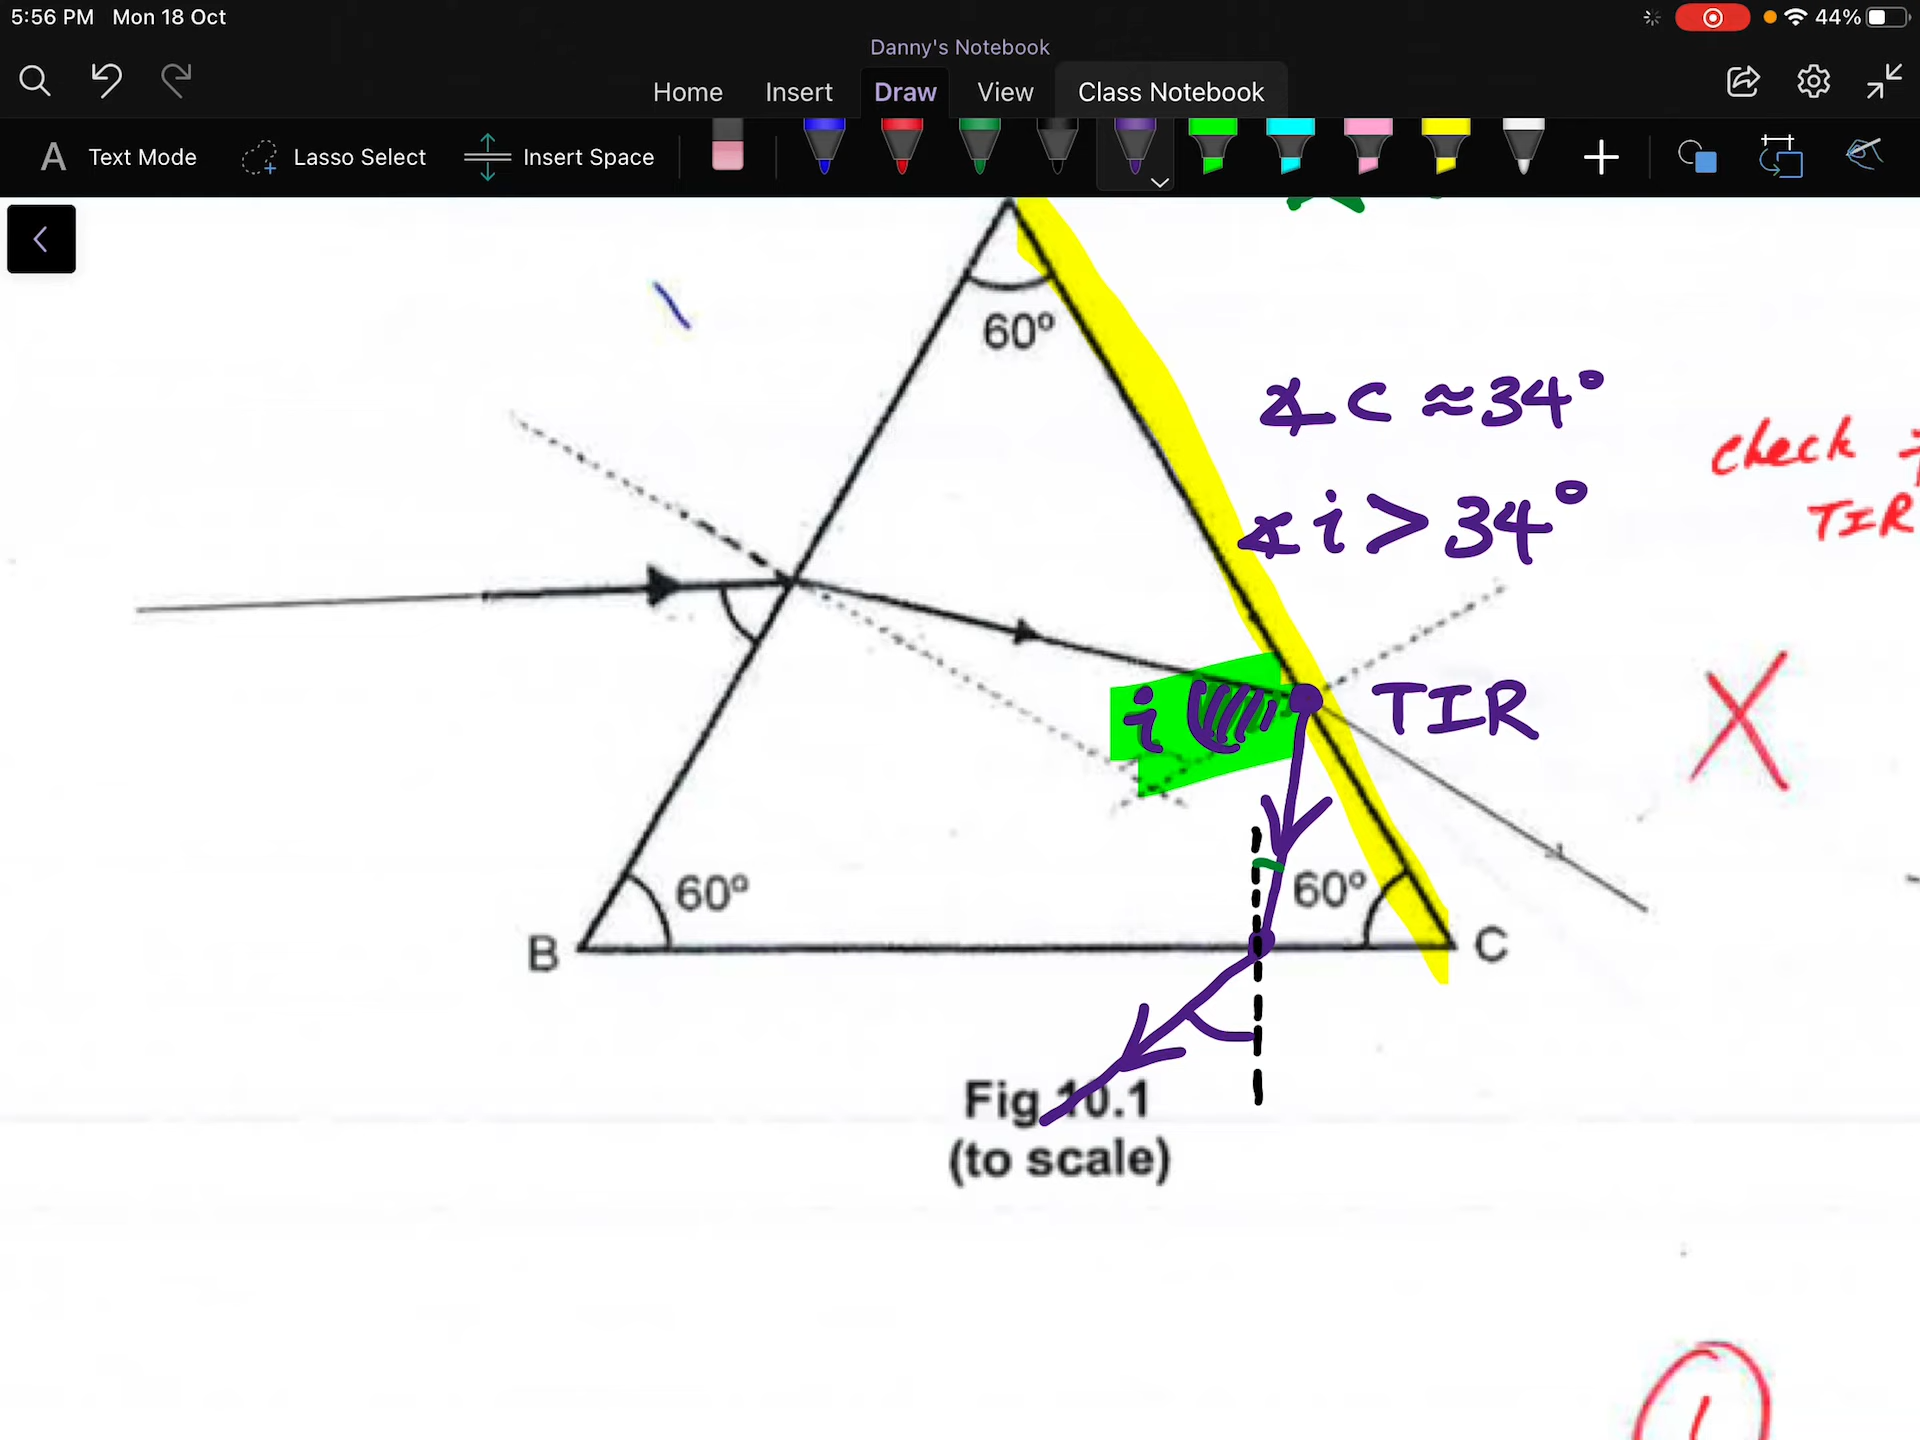 5:56 PM Mon 18 Oct
44%
Danny's Notebook
Home Insert Draw View Class Notebook
A Text Mode Lasso Select Insert Space
60°
∡ c ≈ 34°
∡ i > 34°
check
TIR
i
TIR
60°
60°
B
C
Fig 10.1
(to scale)